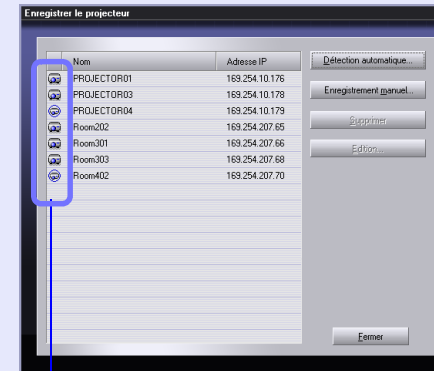 Enregistrer le projecteur
Nom Adresse IP
PROJECTOR01 169.254.10.176
PROJECTOR03 169.254.10.178
PROJECTOR04 169.254.10.179
Room202 169.254.207.65
Room301 169.254.207.66
Room303 169.254.207.68
Room402 169.254.207.70
Détection automatique...
Enregistrement manuel...
Supprimer
Edition...
Fermer